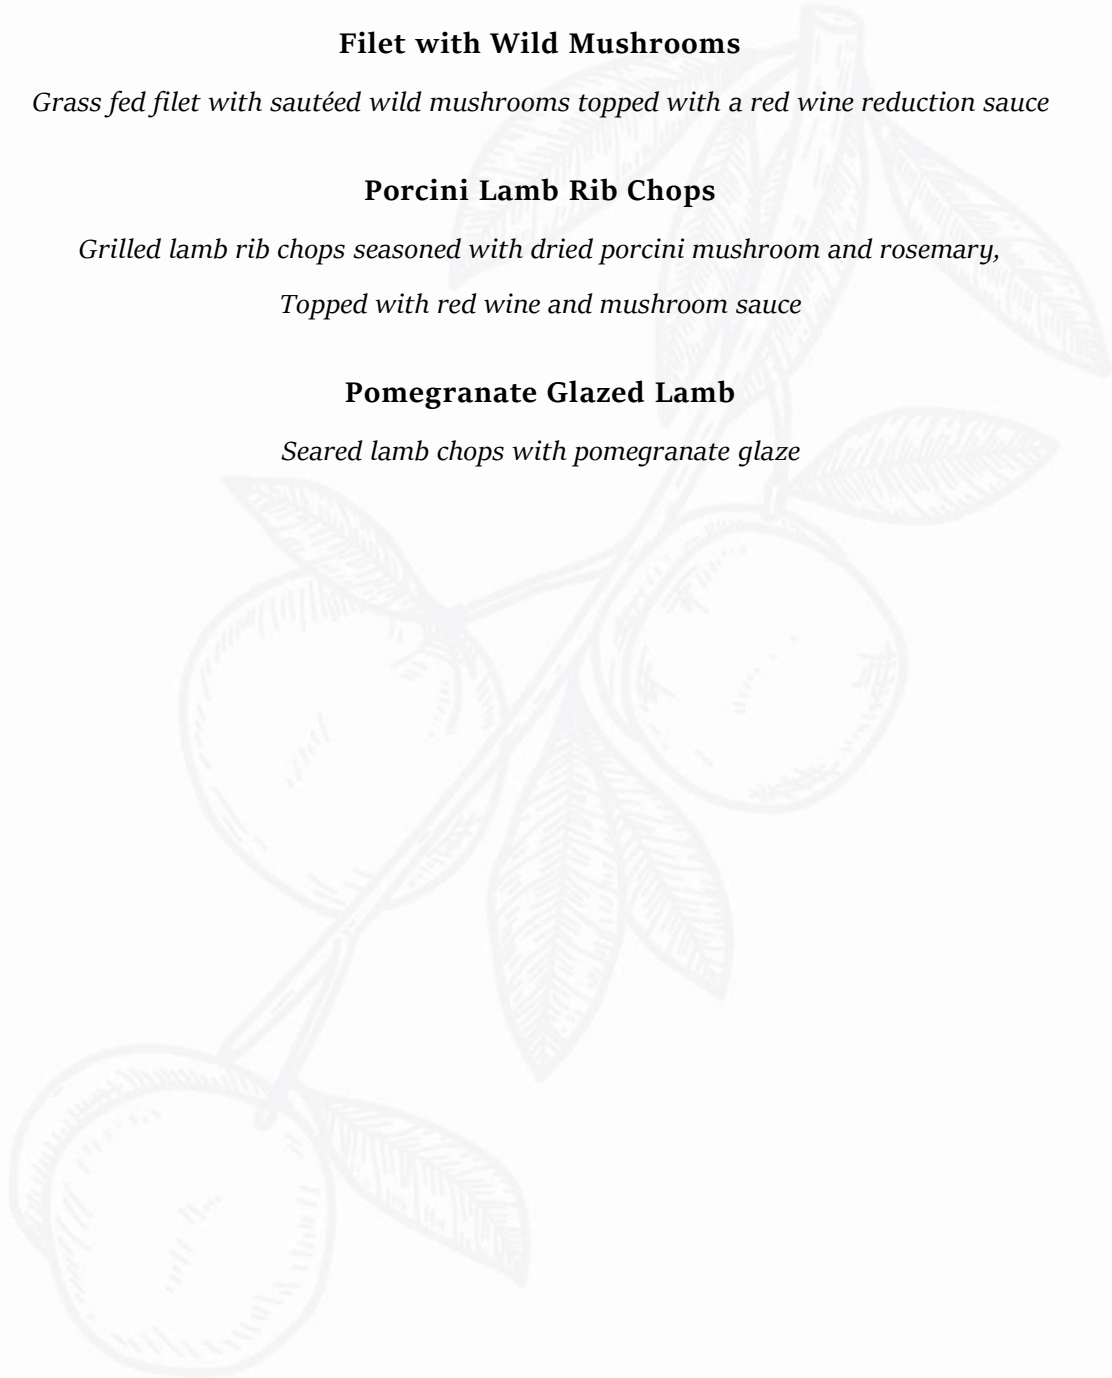 Filet with Wild Mushrooms
Grass fed filet with sautéed wild mushrooms topped with a red wine reduction sauce
Porcini Lamb Rib Chops
Grilled lamb rib chops seasoned with dried porcini mushroom and rosemary,
Topped with red wine and mushroom sauce
Pomegranate Glazed Lamb
Seared lamb chops with pomegranate glaze